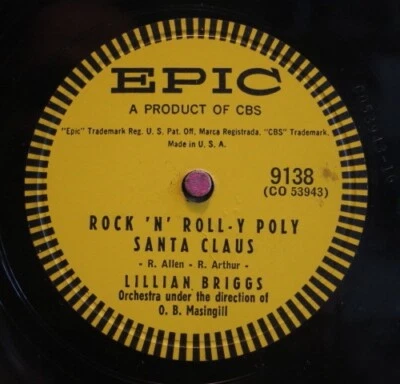 EPIC
A PRODUCT OF CBS
"Epic" Trademark Reg. U. S. Pat. Off. Marca Registrada. "CBS" Trademark.
Made in U. S. A.
9138
(CO 53943)
ROCK 'N' ROLL-Y POLY
SANTA CLAUS
- R. Allen - R. Arthur -
LILLIAN BRIGGS
Orchestra under the direction of
O. B. Masingill